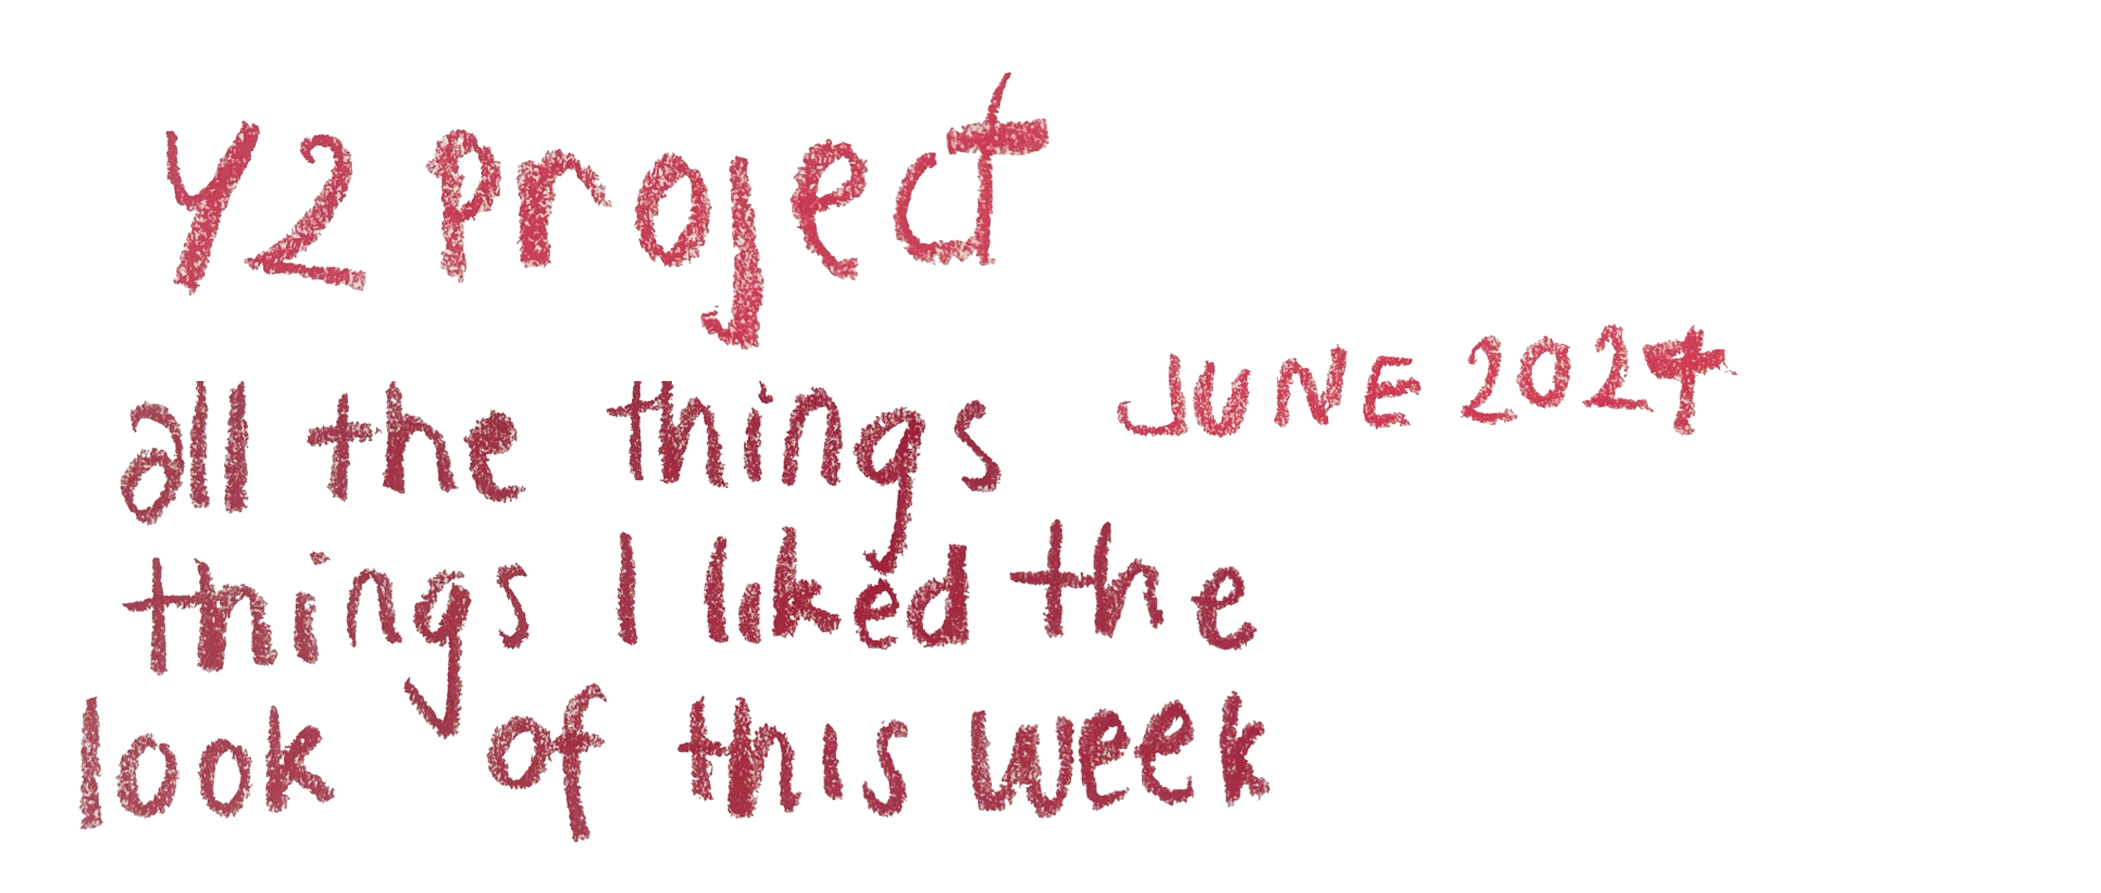 Y2 Project
JUNE 2024
all the things
things I liked the
look of this week